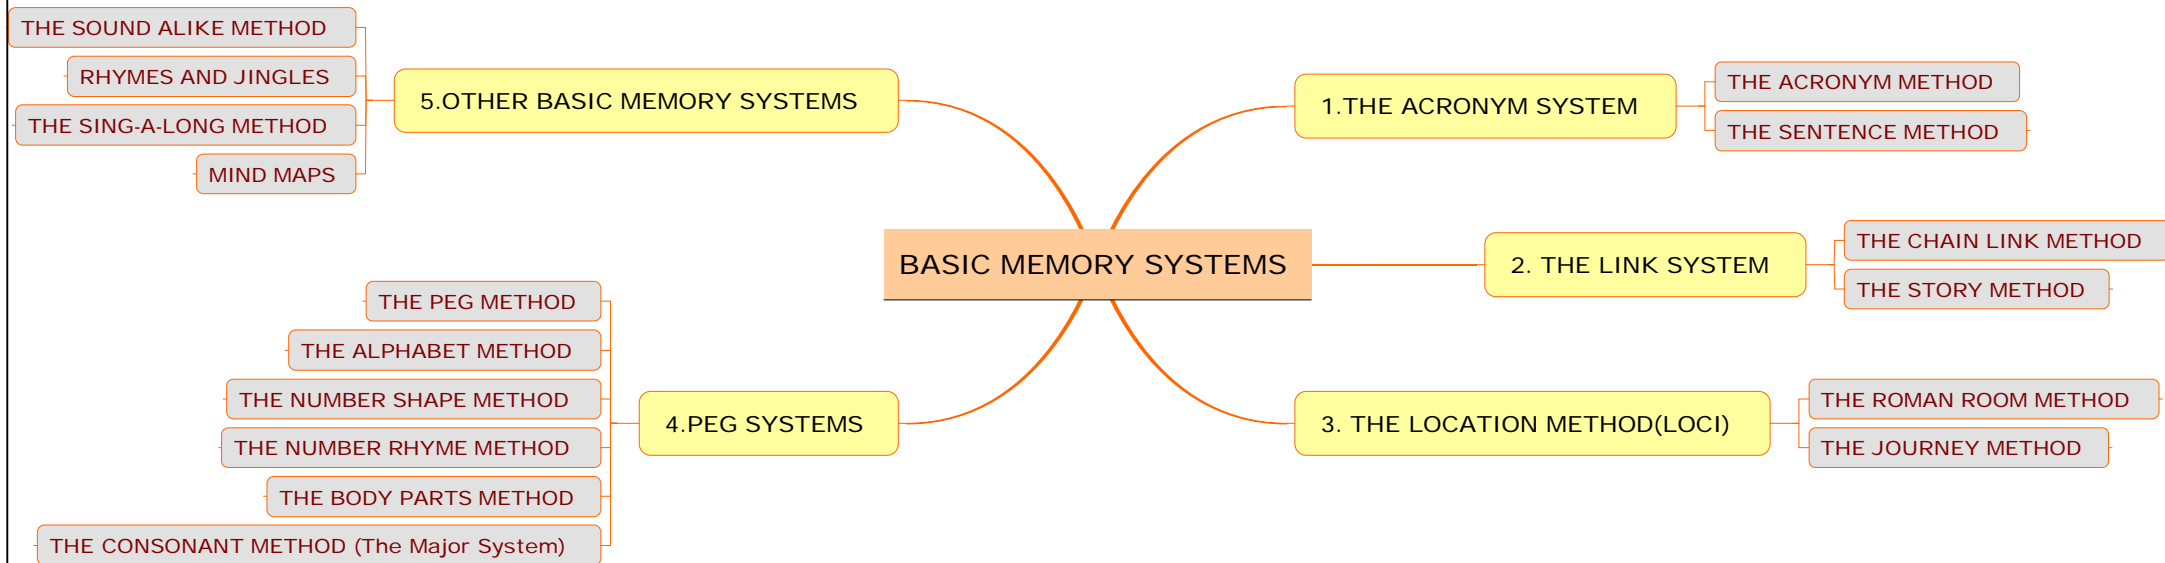 BASIC MEMORY SYSTEMS
1.THE ACRONYM SYSTEM
THE ACRONYM METHOD
THE SENTENCE METHOD
2. THE LINK SYSTEM
THE CHAIN LINK METHOD
THE STORY METHOD
3. THE LOCATION METHOD(LOCI)
THE ROMAN ROOM METHOD
THE JOURNEY METHOD
4.PEG SYSTEMS
THE PEG METHOD
THE ALPHABET METHOD
THE NUMBER SHAPE METHOD
THE NUMBER RHYME METHOD
THE BODY PARTS METHOD
THE CONSONANT METHOD (The Major System)
5.OTHER BASIC MEMORY SYSTEMS
THE SOUND ALIKE METHOD
RHYMES AND JINGLES
THE SING-A-LONG METHOD
MIND MAPS